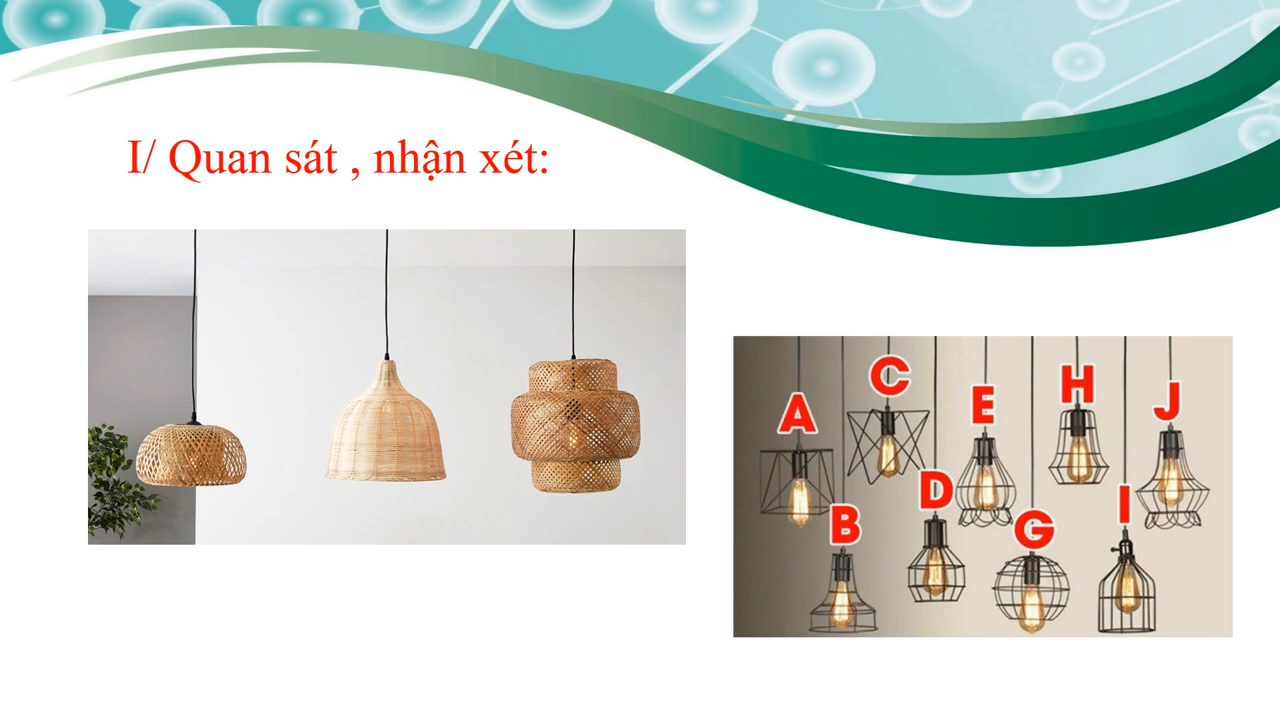 I/ Quan sát , nhận xét:
A
C
E
H
J
B
D
G
I